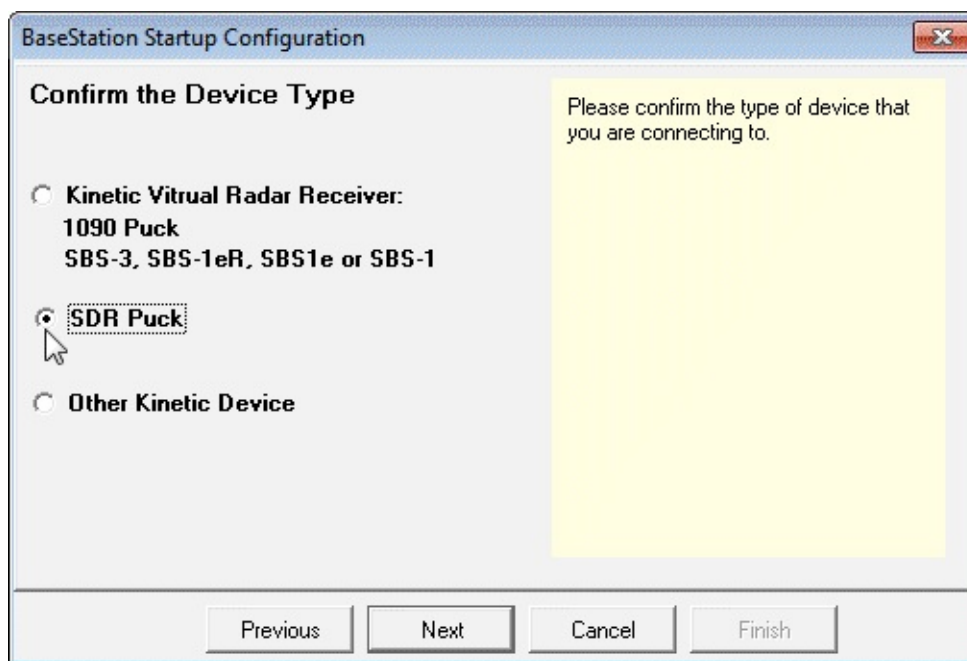 BaseStation Startup Configuration
Confirm the Device Type
Please confirm the type of device that
you are connecting to.
Kinetic Vitrual Radar Receiver:
1090 Puck
SBS-3, SBS-1eR, SBS1e or SBS-1
SDR Puck
Other Kinetic Device
Previous
Next
Cancel
Finish